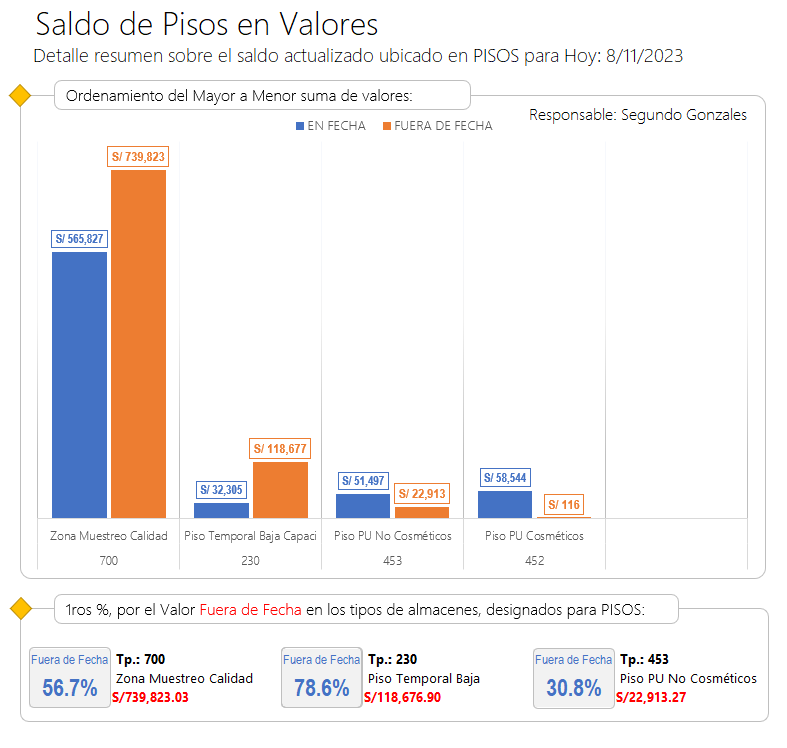 Saldo de Pisos en Valores
Detalle resumen sobre el saldo actualizado ubicado en PISOS para Hoy: 8/11/2023
Ordenamiento del Mayor a Menor suma de valores:
Responsable: Segundo Gonzales
EN FECHA FUERA DE FECHA
S/ 739,823
S/ 565,827
S/ 118,677
S/ 32,305
S/ 51,497
S/ 22,913
S/ 58,544
S/ 116
Zona Muestreo Calidad Piso Temporal Baja Capaci Piso PU No Cosméticos Piso PU Cosméticos
700 230 453 452
1ros %, por el Valor Fuera de Fecha en los tipos de almacenes, designados para PISOS:
Fuera de Fecha
56.7%
Tp.: 700
Zona Muestreo Calidad
S/739,823.03
Fuera de Fecha
78.6%
Tp.: 230
Piso Temporal Baja
S/118,676.90
Fuera de Fecha
30.8%
Tp.: 453
Piso PU No Cosméticos
S/22,913.27